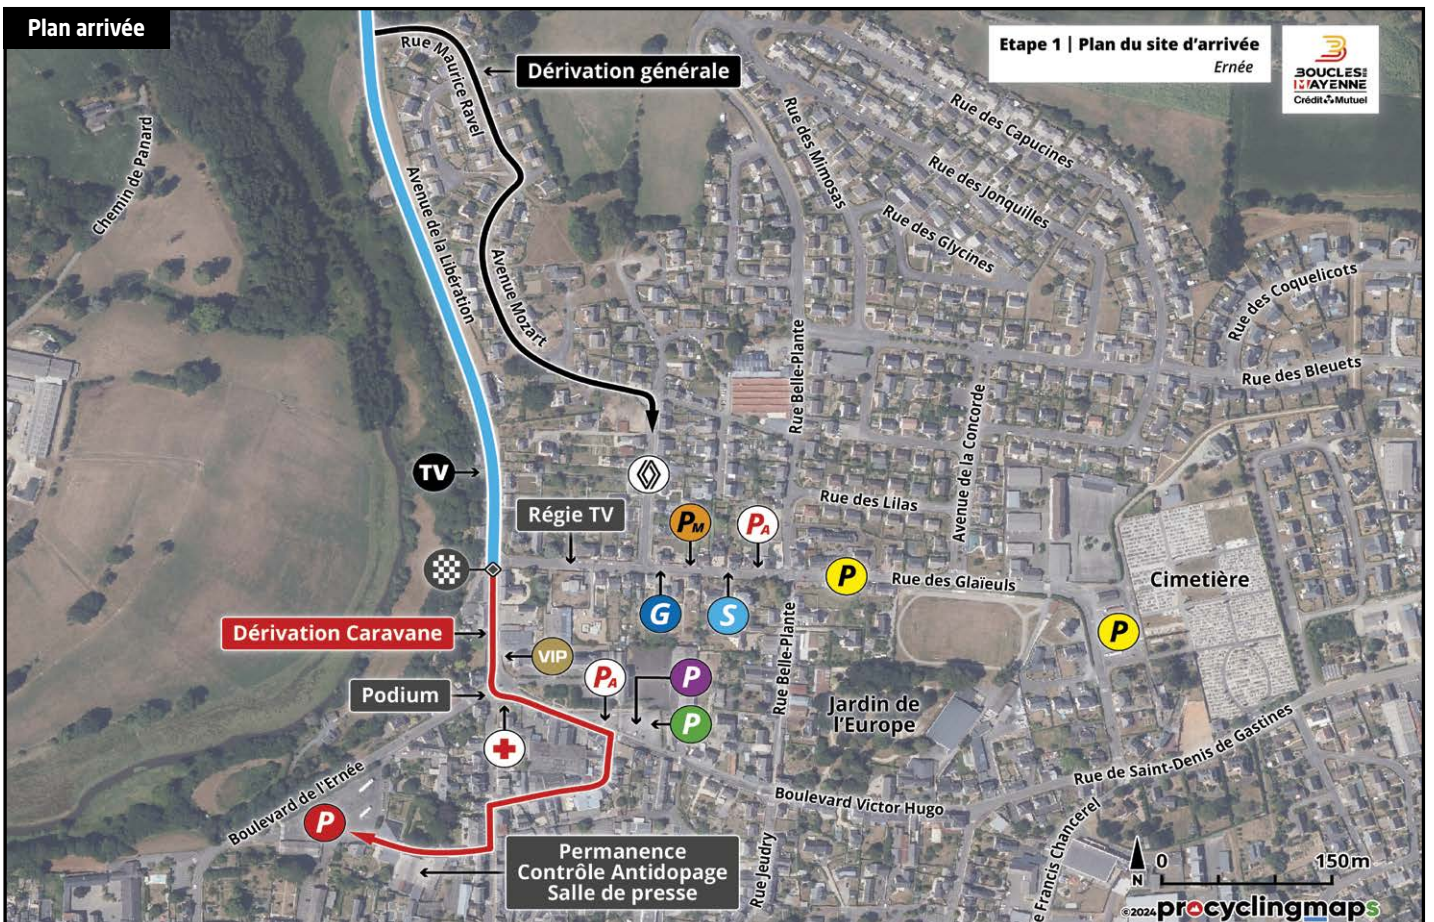 Plan arrivée
Etape 1 | Plan du site d'arrivée
Ernée
BOUCLES DE LA
MAYENNE
Crédit Mutuel
Dérivation générale
Rue Maurice Ravel
Chemin de Panard
Avenue de la Libération
Avenue Mozart
Rue des Mimosas
Rue des Capucines
Rue des Jonquilles
Rue des Glycines
Rue des Coquelicots
Rue des Bleuets
Rue Belle-Plante
Avenue de la Concorde
TV
Régie TV
PM
PA
Rue des Lilas
P
Rue des Glaïeuls
Cimetière
G
S
P
Dérivation Caravane
VIP
Podium
PA
P
P
Rue Belle-Plante
Jardin de
l'Europe
Boulevard de l'Ernée
P
Boulevard Victor Hugo
Rue de Saint-Denis de Gastines
Permanence
Contrôle Antidopage
Salle de presse
Rue Jeudry
e Francis Chancerel
N
0 150m
©2024 procyclingmaps